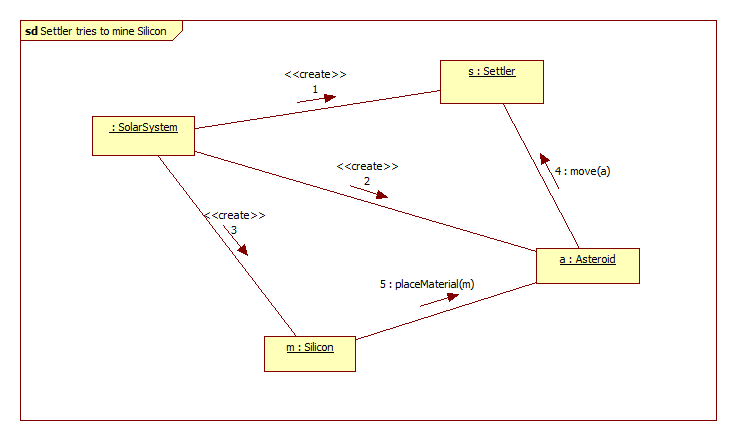 sd Settler tries to mine Silicon
<<create>>
1
s : Settler
: SolarSystem
<<create>>
2
4 : move(a)
<<create>>
3
a : Asteroid
5 : placeMaterial(m)
m : Silicon